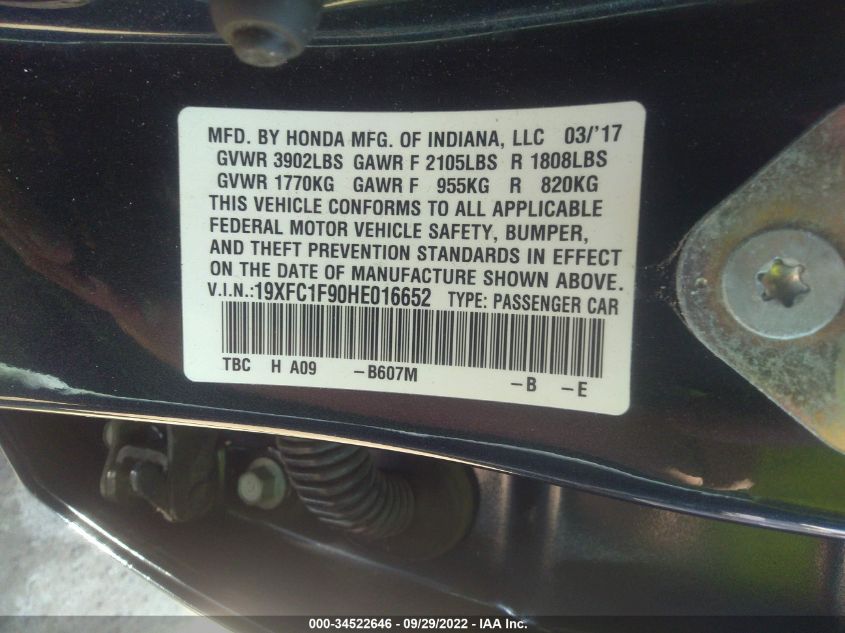 MFD. BY HONDA MFG. OF INDIANA, LLC 03/'17
GVWR 3902LBS GAWR F 2105LBS R 1808LBS
GVWR 1770KG GAWR F 955KG R 820KG
THIS VEHICLE CONFORMS TO ALL APPLICABLE
FEDERAL MOTOR VEHICLE SAFETY, BUMPER,
AND THEFT PREVENTION STANDARDS IN EFFECT
ON THE DATE OF MANUFACTURE SHOWN ABOVE.
V.I.N.:19XFC1F90HE016652 TYPE: PASSENGER CAR
TBC H A09 -B607M -B -E
000-34522646 - 09/29/2022 - IAA Inc.